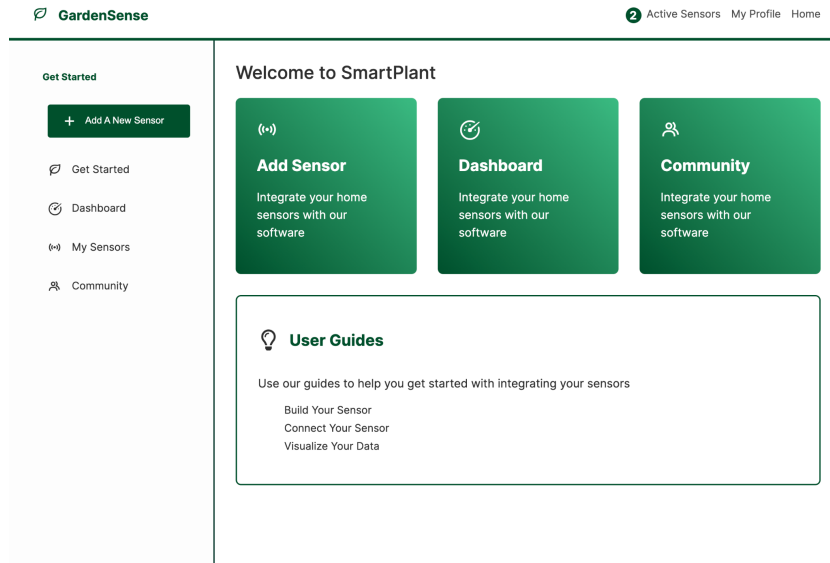 GardenSense
2 Active Sensors My Profile Home
Get Started
Add A New Sensor
Get Started
Dashboard
My Sensors
Community
Welcome to SmartPlant
Add Sensor
Integrate your home
sensors with our
software
Dashboard
Integrate your home
sensors with our
software
Community
Integrate your home
sensors with our
software
User Guides
Use our guides to help you get started with integrating your sensors
Build Your Sensor
Connect Your Sensor
Visualize Your Data